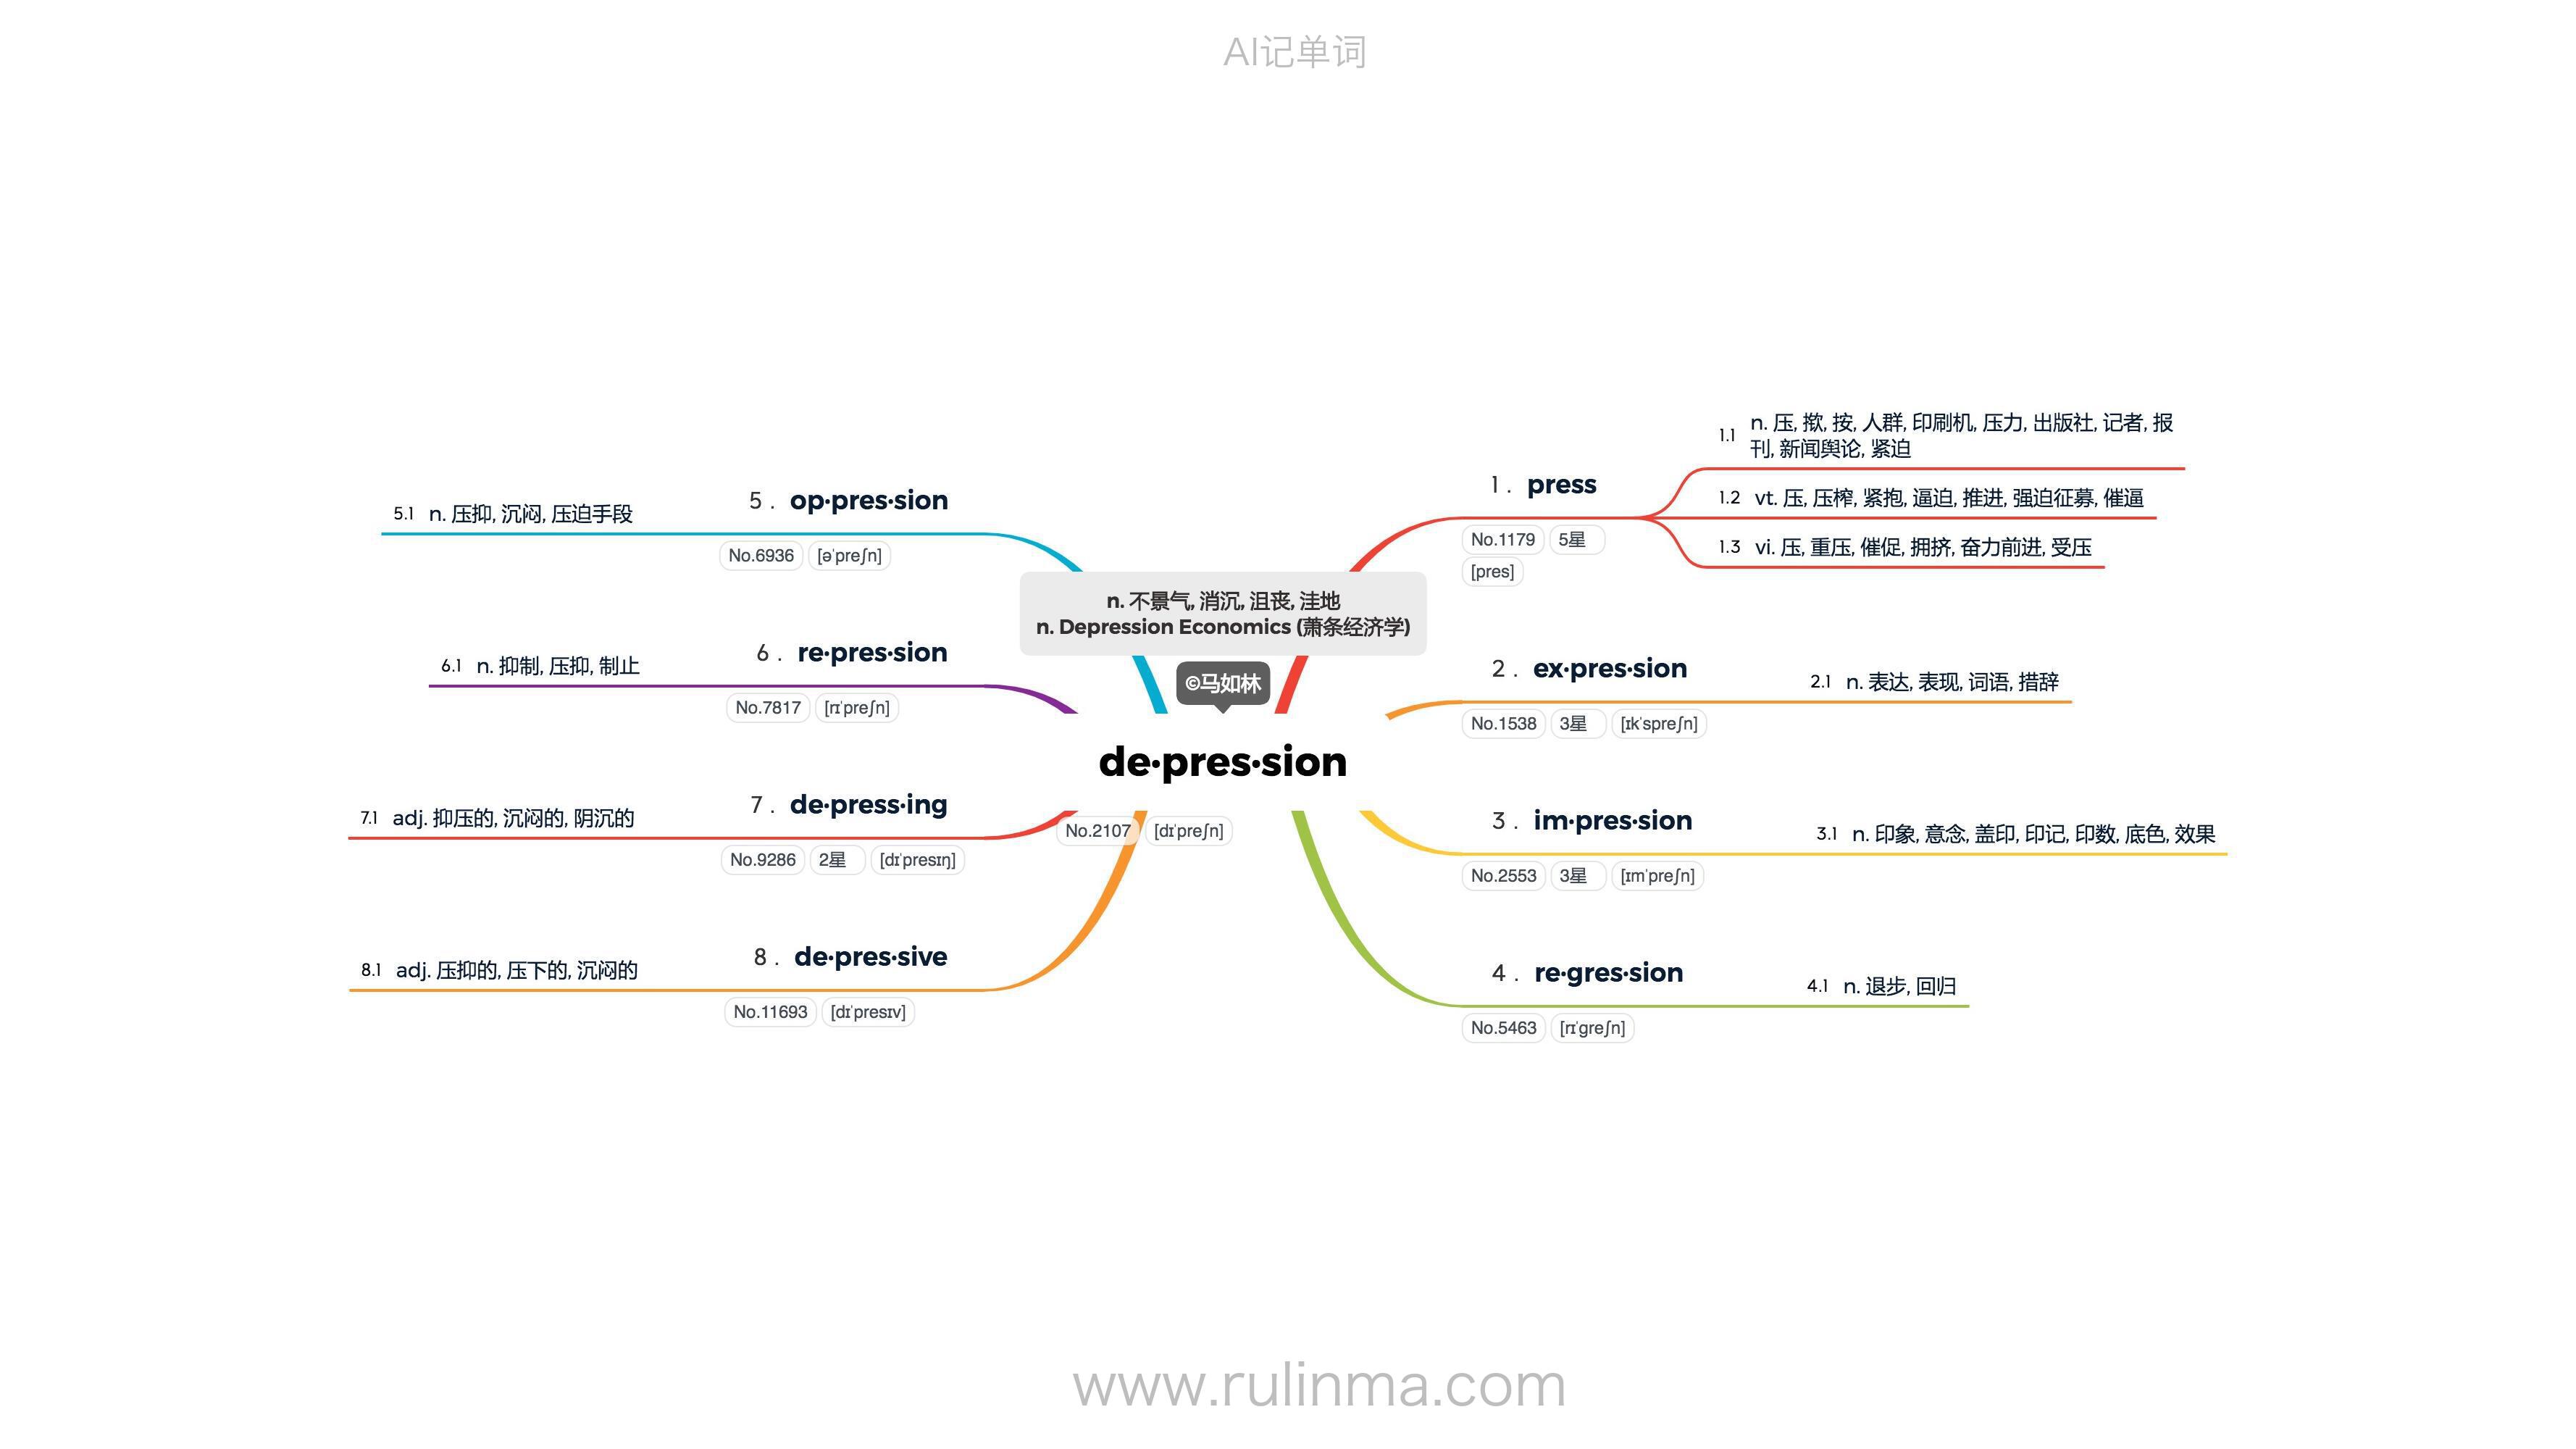 AI记单词
n. 不景气, 消沉, 沮丧, 洼地
n. Depression Economics (萧条经济学)
©马如林
de·pres·sion
No.2107 [dɪˈpreʃn]
1 . press
No.1179 5星
[pres]
1.1 n. 压, 揿, 按, 人群, 印刷机, 压力, 出版社, 记者, 报
刊, 新闻舆论, 紧迫
1.2 vt. 压, 压榨, 紧抱, 逼迫, 推进, 强迫征募, 催逼
1.3 vi. 压, 重压, 催促, 拥挤, 奋力前进, 受压
2 . ex·pres·sion
No.1538 3星 [ɪkˈspreʃn]
2.1 n. 表达, 表现, 词语, 措辞
3 . im·pres·sion
No.2553 3星 [ɪmˈpreʃn]
3.1 n. 印象, 意念, 盖印, 印记, 印数, 底色, 效果
4 . re·gres·sion
No.5463 [rɪˈɡreʃn]
4.1 n. 退步, 回归
5 . op·pres·sion
No.6936 [əˈpreʃn]
5.1 n. 压抑, 沉闷, 压迫手段
6 . re·pres·sion
No.7817 [rɪˈpreʃn]
6.1 n. 抑制, 压抑, 制止
7 . de·press·ing
No.9286 2星 [dɪˈpresɪŋ]
7.1 adj. 抑压的, 沉闷的, 阴沉的
8 . de·pres·sive
No.11693 [dɪˈpresɪv]
8.1 adj. 压抑的, 压下的, 沉闷的
www.rulinma.com